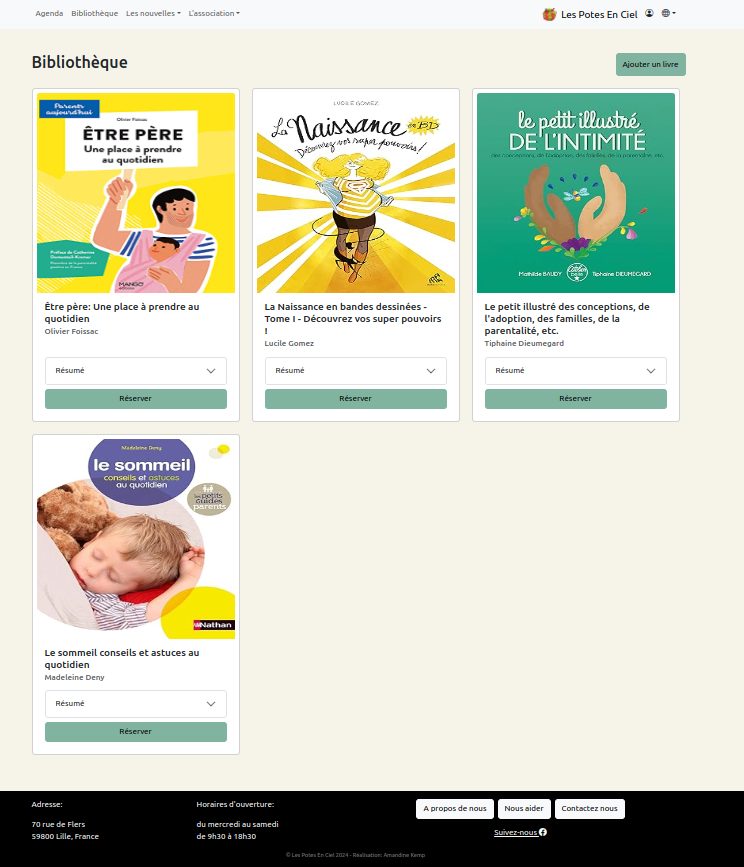 Agenda Bibliothèque Les nouvelles L'association Les Potes En Ciel
Bibliothèque
Ajouter un livre
Parents
aujourd'hui
Olivier Foissac
ÊTRE PÈRE
Une place à prendre
au quotidien
Préface de Catherine
Dumonteil-Kremer
MANGO
Être père: Une place à prendre au
quotidien
Olivier Foissac
Résumé
Réserver
LUCILE GOMEZ
La Naissance en BD
Découvrez vos super pouvoirs !
La Naissance en bandes dessinées -
Tome I - Découvrez vos super pouvoirs
!
Lucile Gomez
Résumé
Réserver
le petit illustré
DE L'INTIMITÉ
des conceptions, de l'adoption, des familles, de la parentalité, etc.
Mathilde BAUDY Tiphaine DIEUMEGARD
Le petit illustré des conceptions, de
l'adoption, des familles, de la
parentalité, etc.
Tiphaine Dieumegard
Résumé
Réserver
Madeleine Deny
le sommeil
conseils et astuces
au quotidien
les petits
Guides
parents
Nathan
Le sommeil conseils et astuces au
quotidien
Madeleine Deny
Résumé
Réserver
Adresse:
70 rue de Flers
59800 Lille, France
Horaires d'ouverture:
du mercredi au samedi
de 9h30 à 18h30
A propos de nous Nous aider Contactez nous
Suivez-nous
© Les Potes En Ciel 2024 - Réalisation: Amandine Kemp